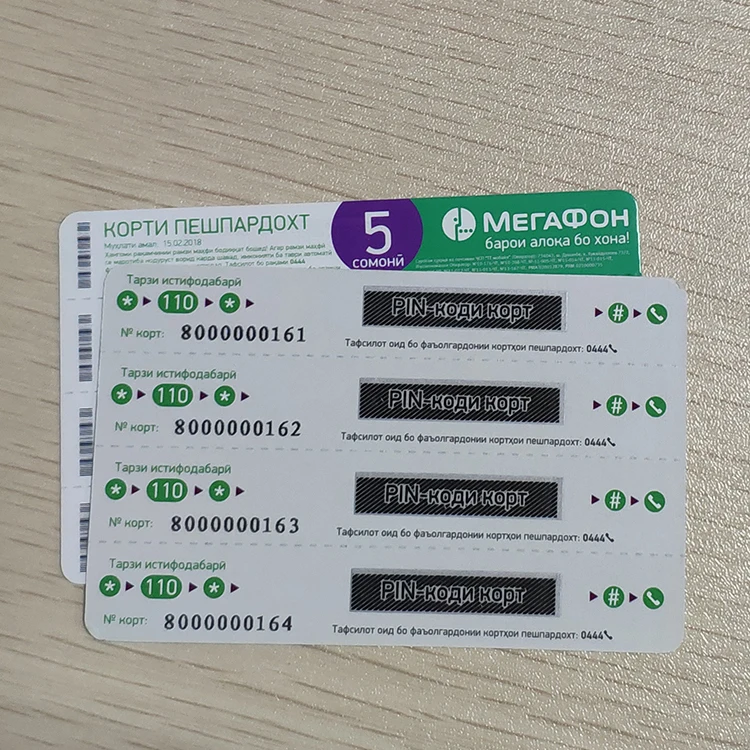 КОРТИ ПЕШПАРДОХТ
Муҳлати амал: 15.02.2018
5
СОМОНӢ
МЕГАФОН
барои алоқа бо хона!
Тарзи истифодабарӣ
* 110 * PIN-коди корт #
№ корт: 8000000161
Тафсилот оид бо фаъолгардонии кортҳои пешпардохт: 0444
Тарзи истифодабарӣ
* 110 * PIN-коди корт #
№ корт: 8000000162
Тафсилот оид бо фаъолгардонии кортҳои пешпардохт: 0444
Тарзи истифодабарӣ
* 110 * PIN-коди корт #
№ корт: 8000000163
Тафсилот оид бо фаъолгардонии кортҳои пешпардохт: 0444
Тарзи истифодабарӣ
* 110 * PIN-коди корт #
№ корт: 8000000164
Тафсилот оид бо фаъолгардонии кортҳои пешпардохт: 0444